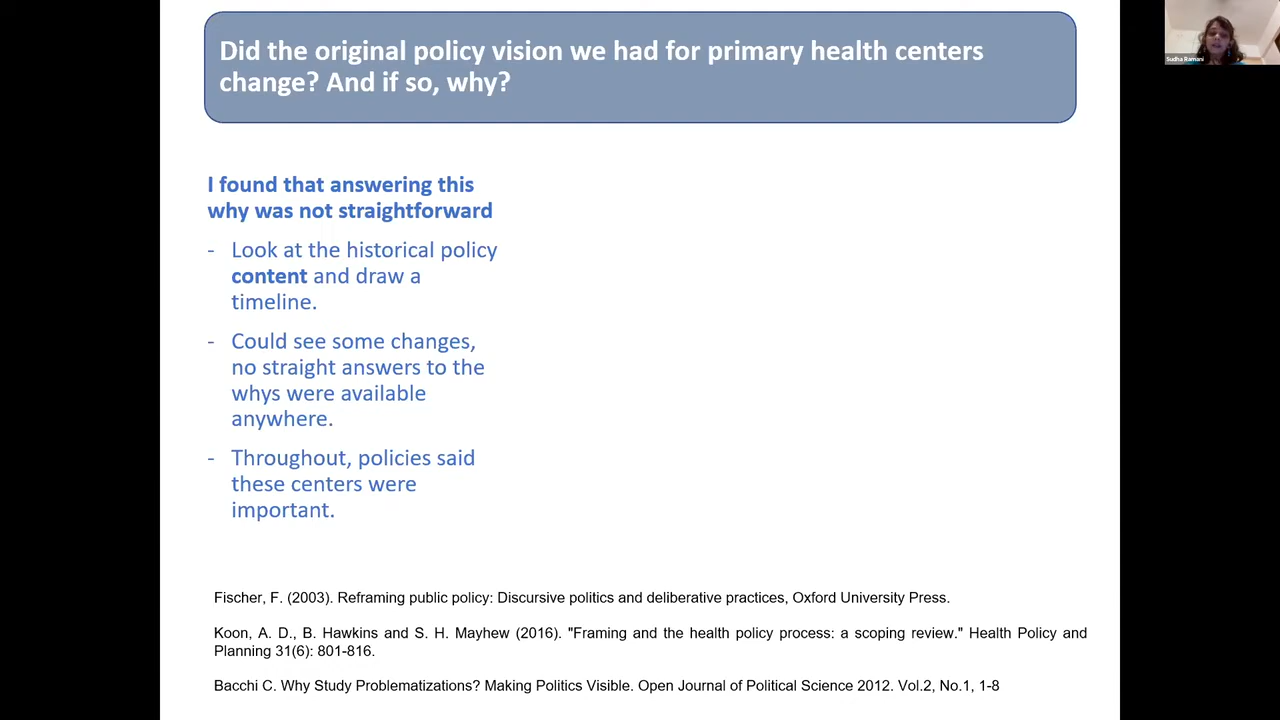 Did the original policy vision we had for primary health centers
change? And if so, why?
Sudha Ramani
I found that answering this
why was not straightforward
- Look at the historical policy
content and draw a
timeline.
- Could see some changes,
no straight answers to the
whys were available
anywhere.
- Throughout, policies said
these centers were
important.
Fischer, F. (2003). Reframing public policy: Discursive politics and deliberative practices, Oxford University Press.
Koon, A. D., B. Hawkins and S. H. Mayhew (2016). "Framing and the health policy process: a scoping review." Health Policy and
Planning 31(6): 801-816.
Bacchi C. Why Study Problematizations? Making Politics Visible. Open Journal of Political Science 2012. Vol.2, No.1, 1-8